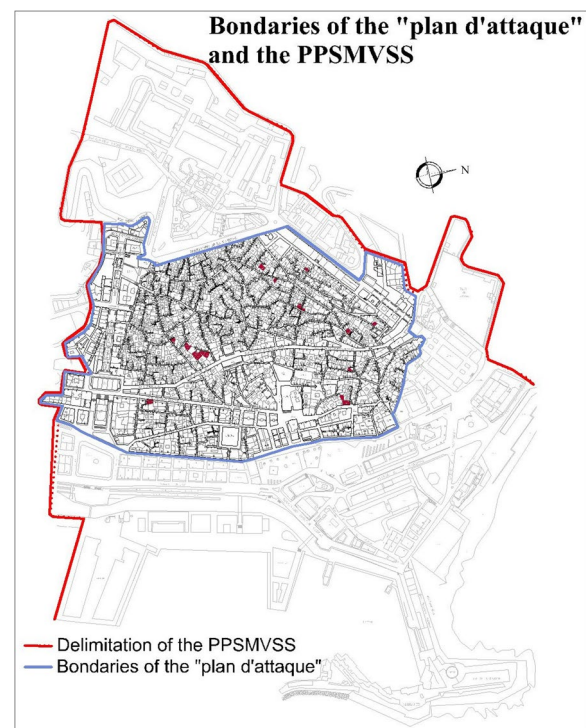 Bondaries of the "plan d'attaque"
and the PPSMVSS
N
Delimitation of the PPSMVSS
Bondaries of the "plan d'attaque"